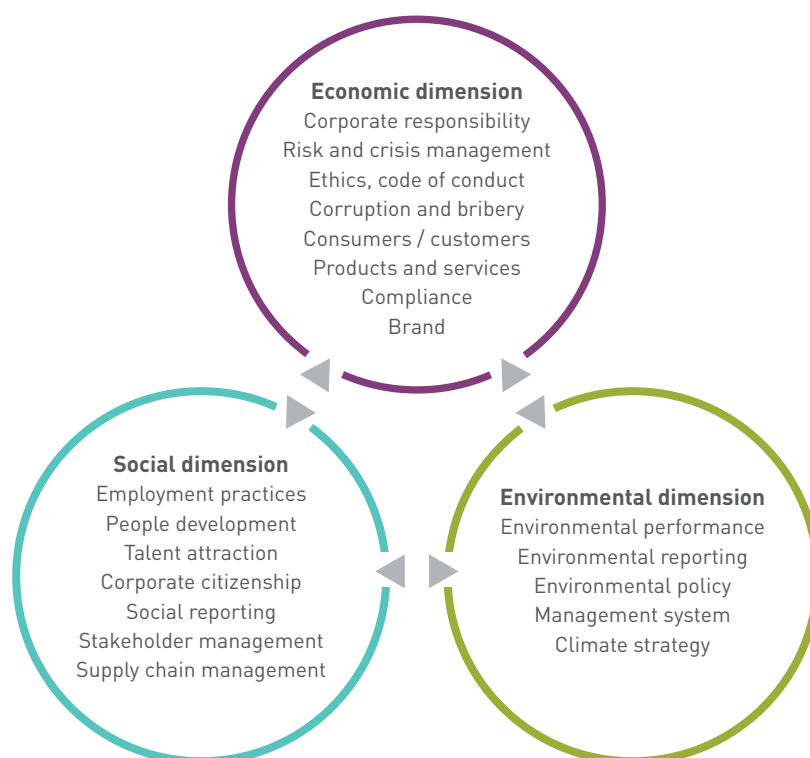 Economic dimension
Corporate responsibility
Risk and crisis management
Ethics, code of conduct
Corruption and bribery
Consumers / customers
Products and services
Compliance
Brand
Social dimension
Employment practices
People development
Talent attraction
Corporate citizenship
Social reporting
Stakeholder management
Supply chain management
Environmental dimension
Environmental performance
Environmental reporting
Environmental policy
Management system
Climate strategy